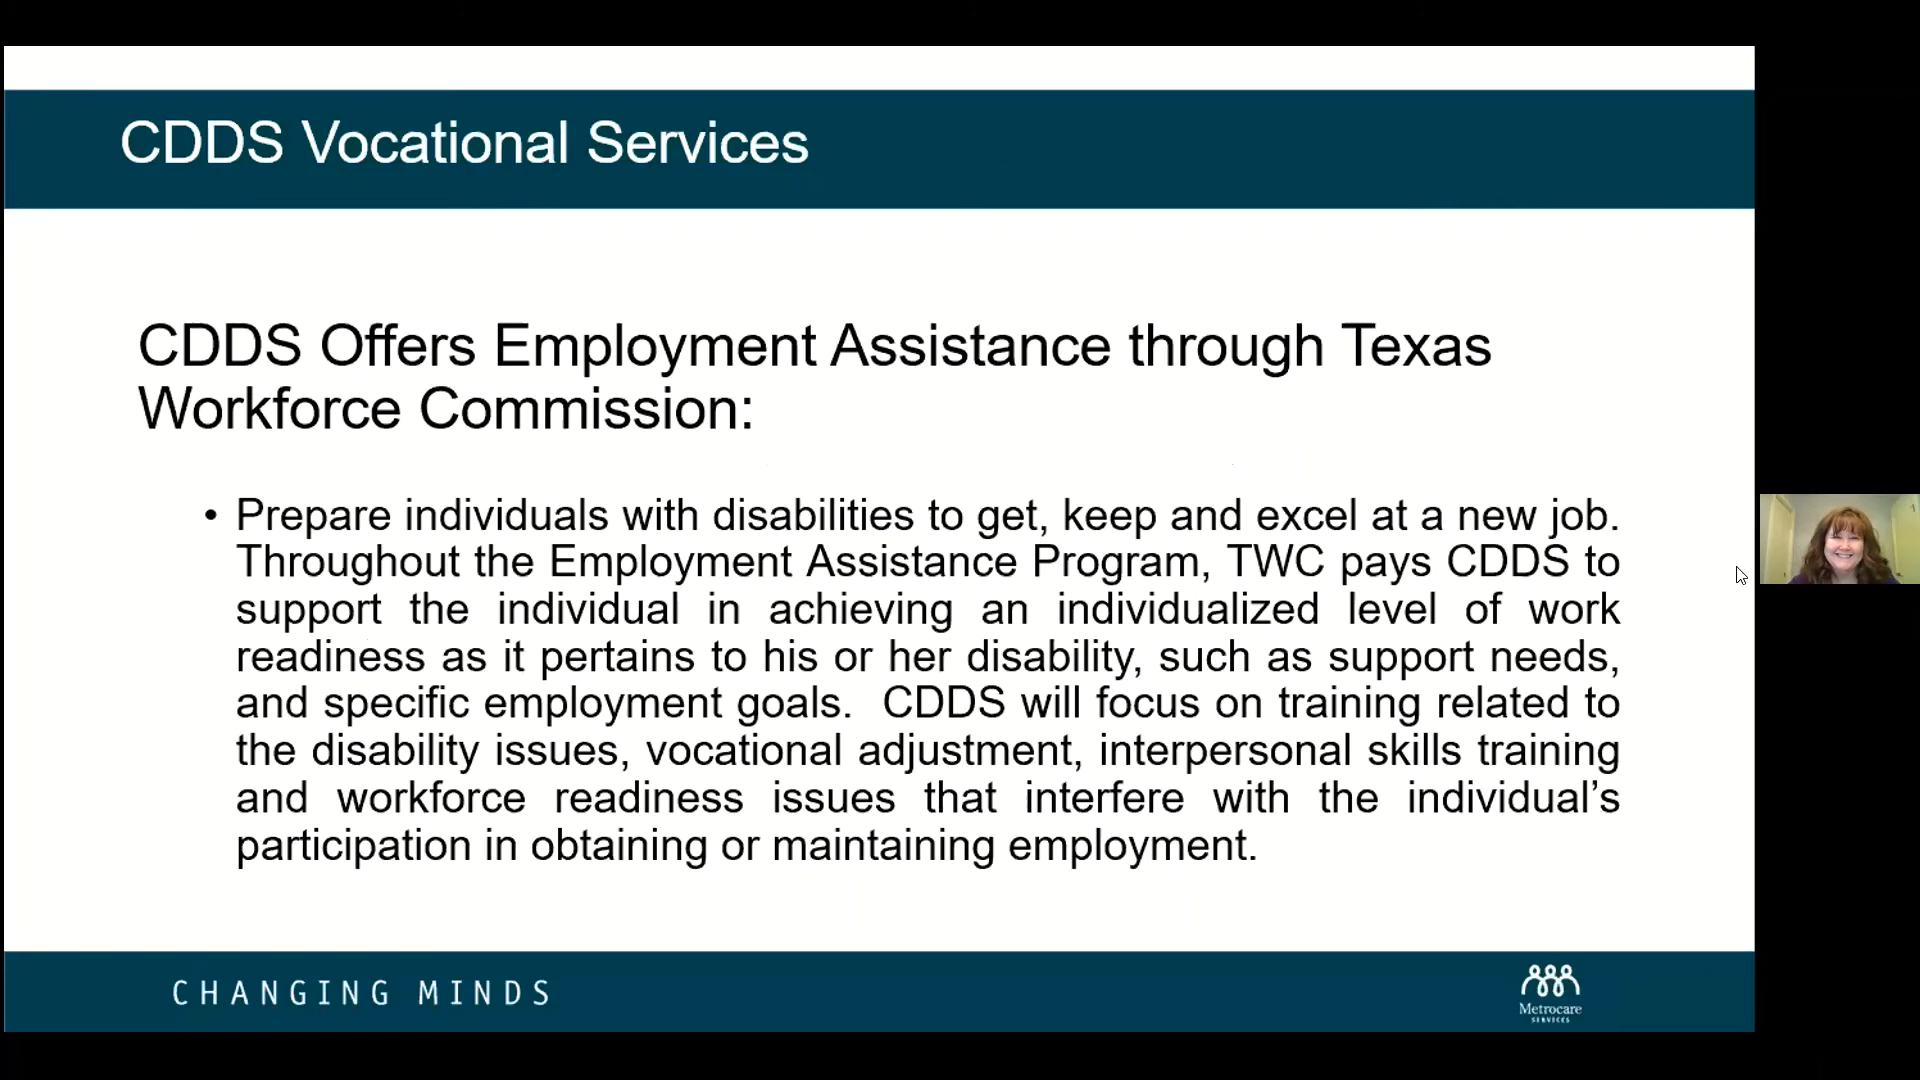 CDDS Vocational Services
CDDS Offers Employment Assistance through Texas
Workforce Commission:
• Prepare individuals with disabilities to get, keep and excel at a new job.
Throughout the Employment Assistance Program, TWC pays CDDS to
support the individual in achieving an individualized level of work
readiness as it pertains to his or her disability, such as support needs,
and specific employment goals.  CDDS will focus on training related to
the disability issues, vocational adjustment, interpersonal skills training
and workforce readiness issues that interfere with the individual’s
participation in obtaining or maintaining employment.
CHANGING MINDS
Metrocare
SERVICES